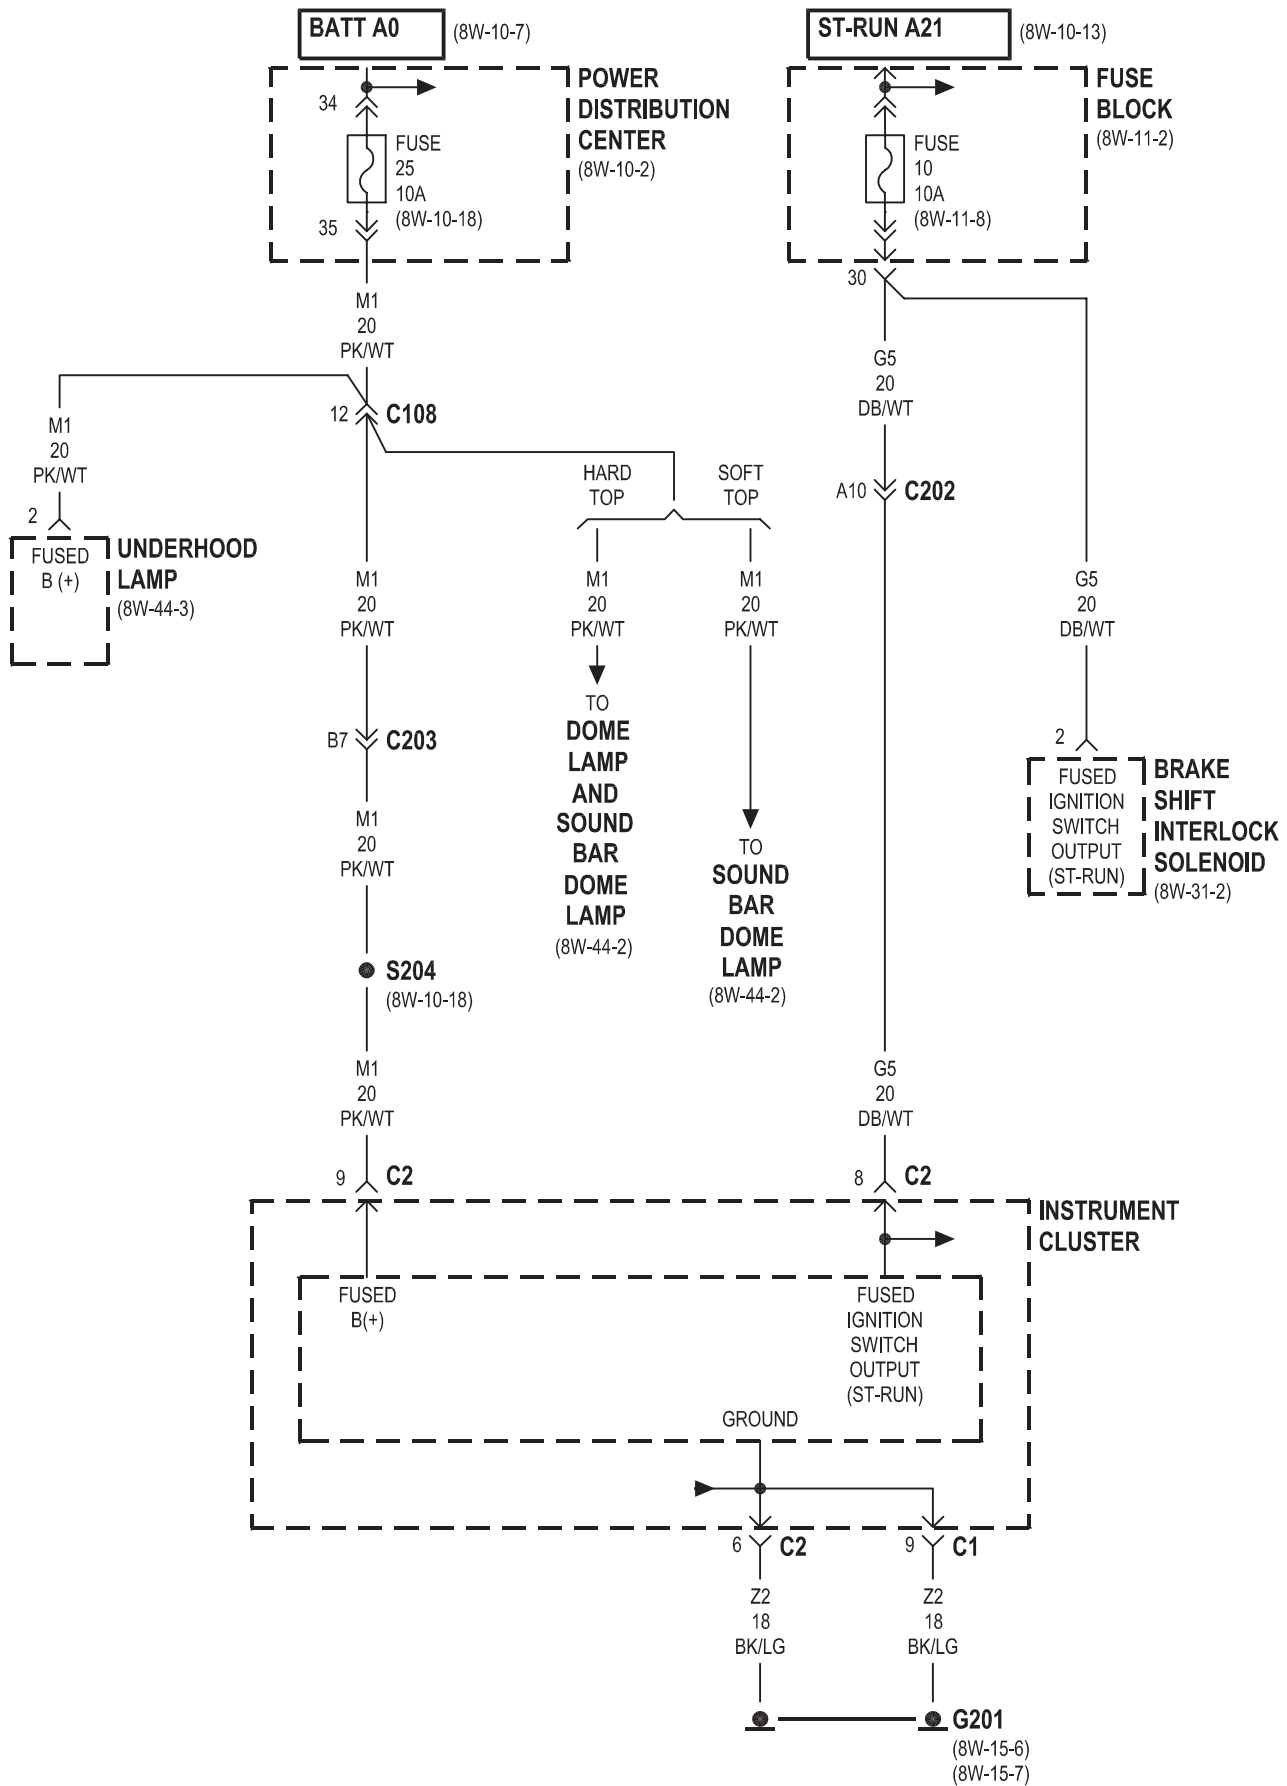 BATT A0
(8W-10-7)
ST-RUN A21
(8W-10-13)
POWER
DISTRIBUTION
CENTER
(8W-10-2)
34
FUSE
25
10A
(8W-10-18)
35
FUSE
BLOCK
(8W-11-2)
FUSE
10
10A
(8W-11-8)
30
M1
20
PK/WT
G5
20
DB/WT
12
C108
M1
20
PK/WT
2
FUSED
B (+)
UNDERHOOD
LAMP
(8W-44-3)
HARD
TOP
SOFT
TOP
A10
C202
M1
20
PK/WT
M1
20
PK/WT
M1
20
PK/WT
G5
20
DB/WT
TO
DOME
LAMP
AND
SOUND
BAR
DOME
LAMP
(8W-44-2)
TO
SOUND
BAR
DOME
LAMP
(8W-44-2)
B7
C203
2
FUSED
IGNITION
SWITCH
OUTPUT
(ST-RUN)
BRAKE
SHIFT
INTERLOCK
SOLENOID
(8W-31-2)
M1
20
PK/WT
S204
(8W-10-18)
M1
20
PK/WT
G5
20
DB/WT
9
C2
8
C2
INSTRUMENT
CLUSTER
FUSED
B(+)
FUSED
IGNITION
SWITCH
OUTPUT
(ST-RUN)
GROUND
6
C2
9
C1
Z2
18
BK/LG
Z2
18
BK/LG
G201
(8W-15-6)
(8W-15-7)